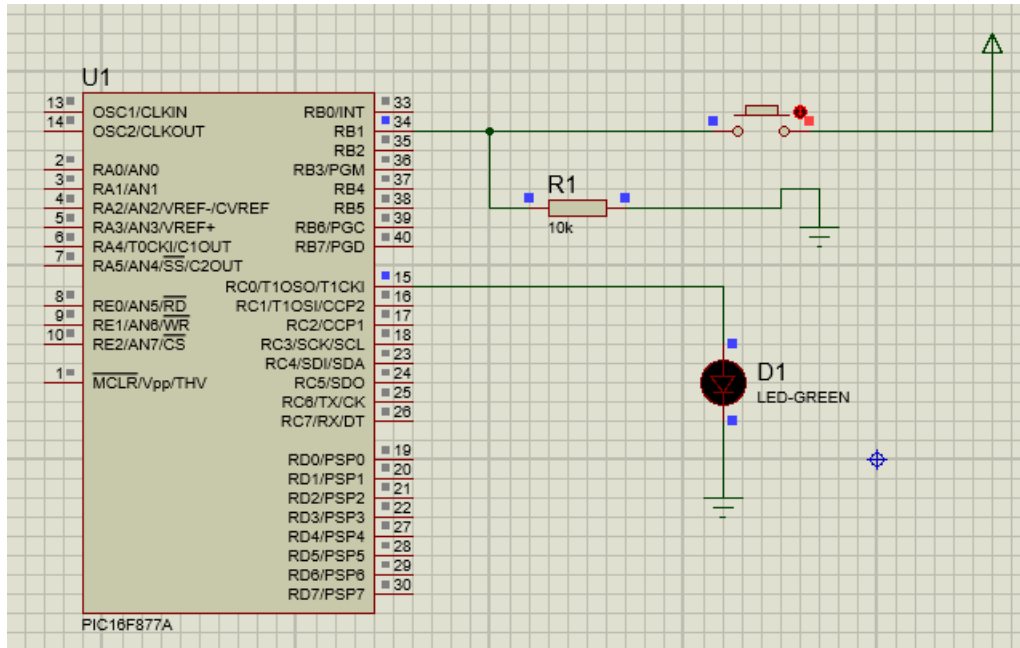 U1
13
OSC1/CLKIN
14
OSC2/CLKOUT
2
RA0/AN0
3
RA1/AN1
4
RA2/AN2/VREF-/CVREF
5
RA3/AN3/VREF+
6
RA4/T0CKI/C1OUT
7
RA5/AN4/SS/C2OUT
8
RE0/AN5/RD
9
RE1/AN6/WR
10
RE2/AN7/CS
1
MCLR/Vpp/THV
RB0/INT
33
RB1
34
RB2
35
RB3/PGM
36
RB4
37
RB5
38
RB6/PGC
39
RB7/PGD
40
RC0/T1OSO/T1CKI
15
RC1/T1OSI/CCP2
16
RC2/CCP1
17
RC3/SCK/SCL
18
RC4/SDI/SDA
23
RC5/SDO
24
RC6/TX/CK
25
RC7/RX/DT
26
RD0/PSP0
19
RD1/PSP1
20
RD2/PSP2
21
RD3/PSP3
22
RD4/PSP4
27
RD5/PSP5
28
RD6/PSP6
29
RD7/PSP7
30
PIC16F877A
R1
10k
D1
LED-GREEN